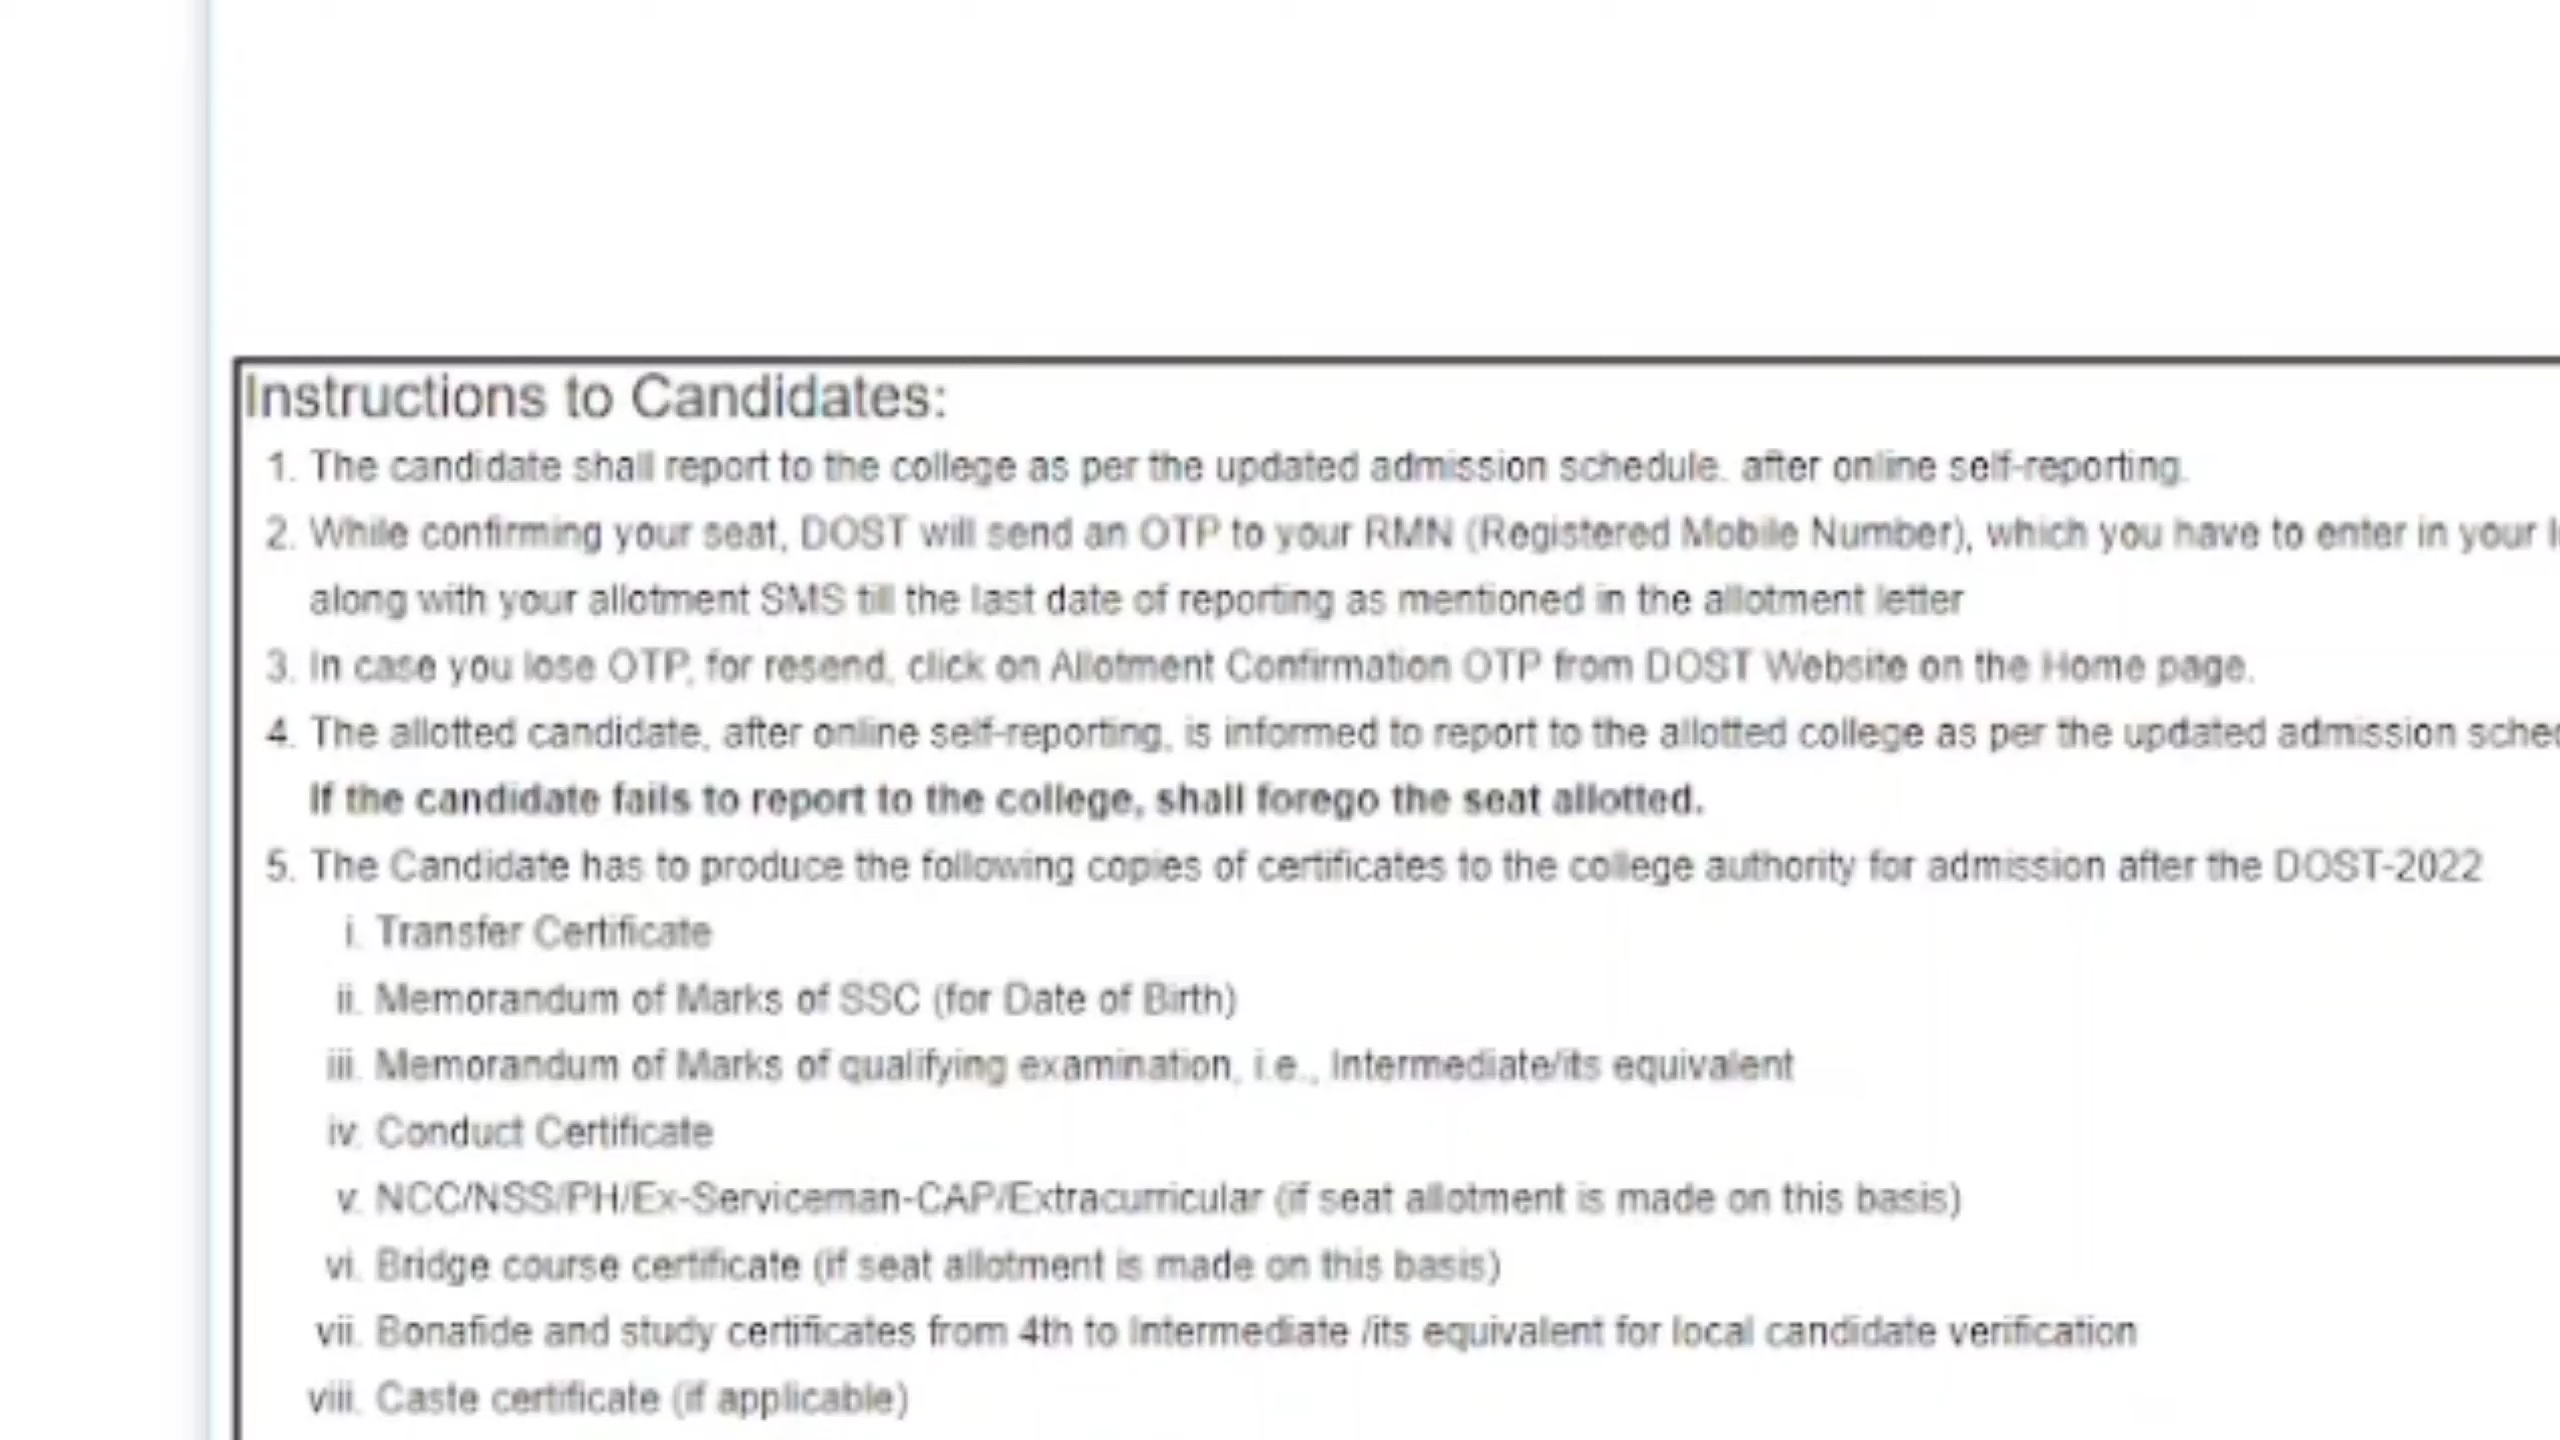 Instructions to Candidates:
1. The candidate shall report to the college as per the updated admission schedule. after online self-reporting.
2. While confirming your seat, DOST will send an OTP to your RMN (Registered Mobile Number), which you have to enter in your
along with your allotment SMS till the last date of reporting as mentioned in the allotment letter
3. In case you lose OTP, for resend, click on Allotment Confirmation OTP from DOST Website on the Home page.
4. The allotted candidate, after online self-reporting, is informed to report to the allotted college as per the updated admission
If the candidate fails to report to the college, shall forego the seat allotted.
5. The Candidate has to produce the following copies of certificates to the college authority for admission after the DOST-2022
i. Transfer Certificate
ii. Memorandum of Marks of SSC (for Date of Birth)
iii. Memorandum of Marks of qualifying examination, i.e., Intermediate/its equivalent
iv. Conduct Certificate
v. NCC/NSS/PH/Ex-Serviceman-CAP/Extracurricular (if seat allotment is made on this basis)
vi. Bridge course certificate (if seat allotment is made on this basis)
vii. Bonafide and study certificates from 4th to Intermediate /its equivalent for local candidate verification
viii. Caste certificate (if applicable)